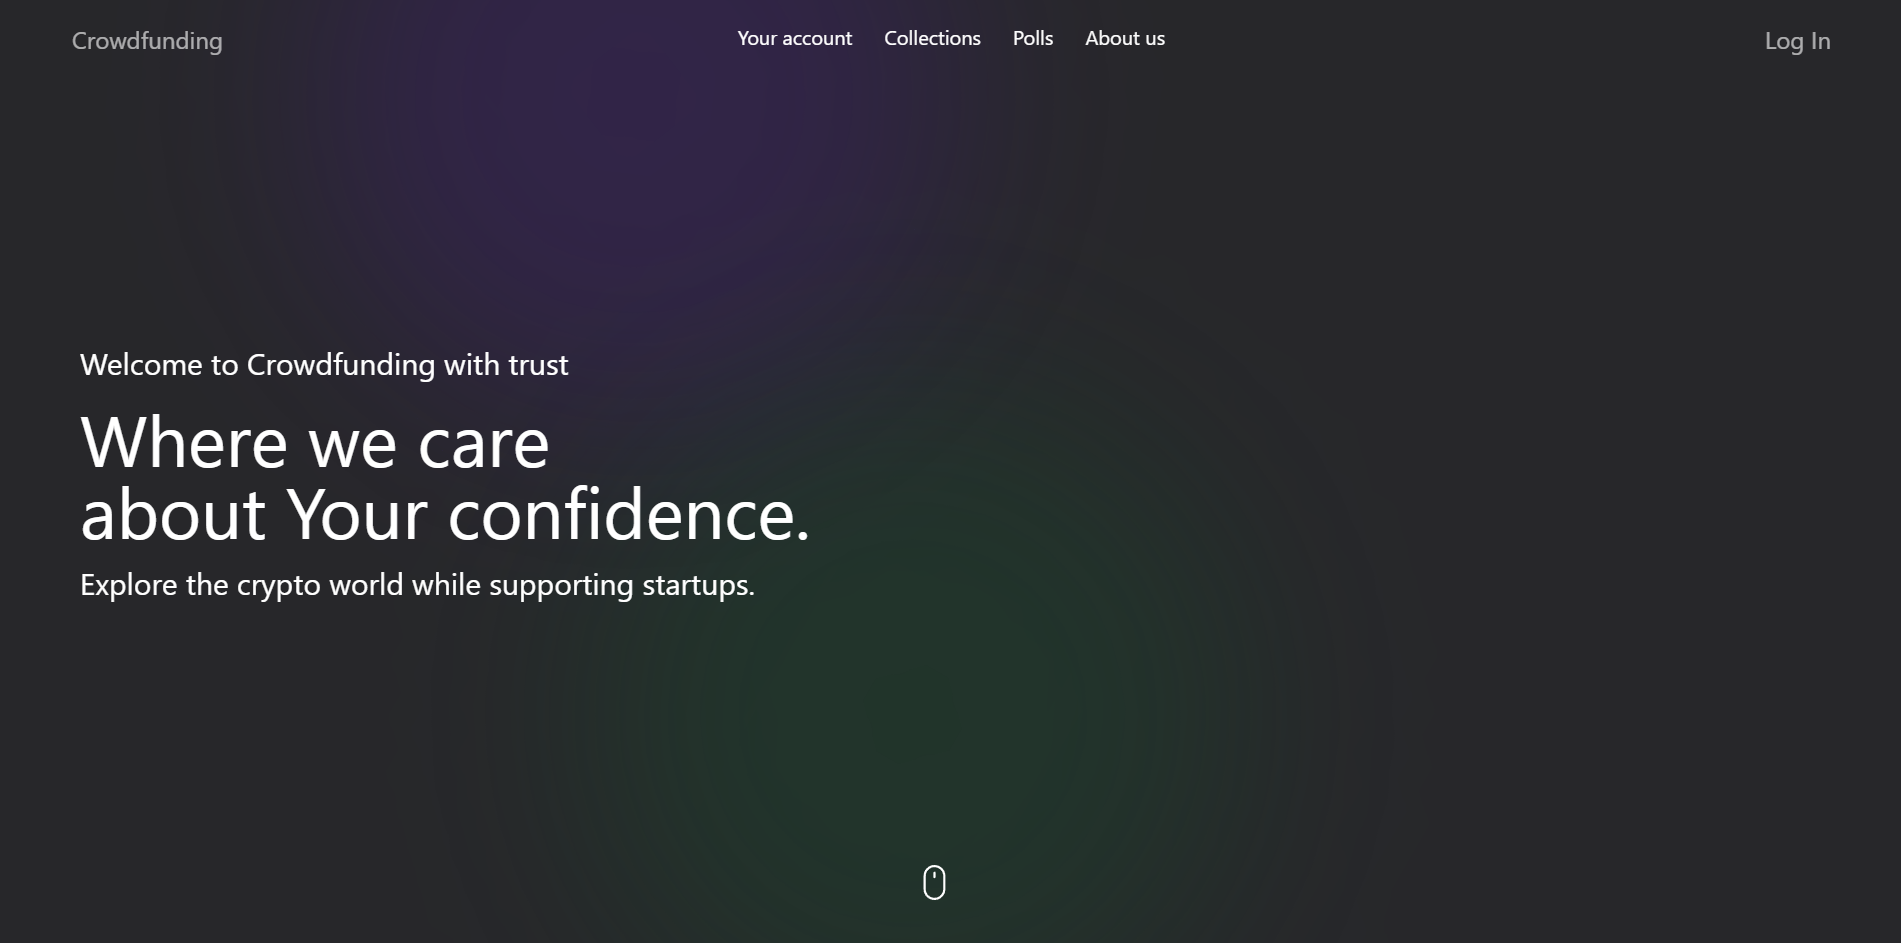 Crowdfunding
Your account
Collections
Polls
About us
Log In
Welcome to Crowdfunding with trust
Where we care
about Your confidence.
Explore the crypto world while supporting startups.